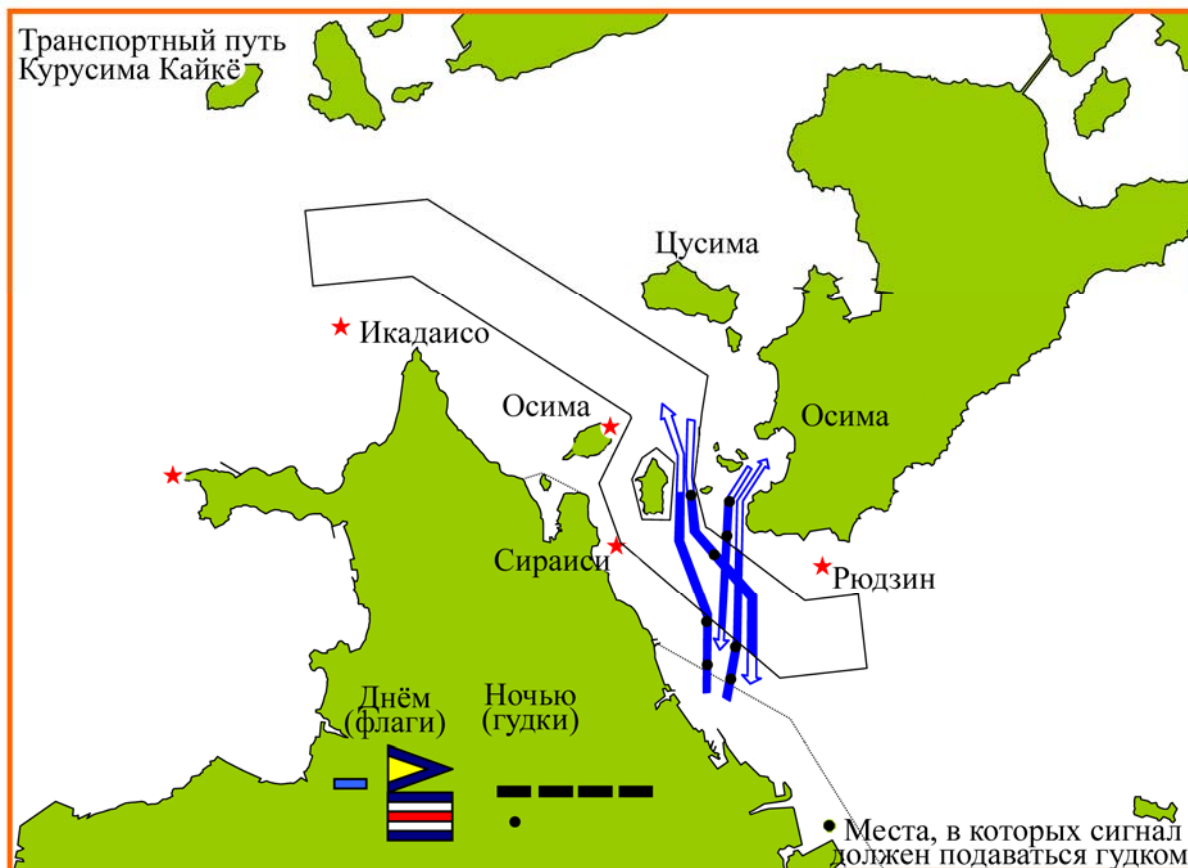 Транспортный путь
Курусима Кайкё
Цусима
Икадаисо
Осима
Осима
Сираиси
Рюдзин
Днём
(флаги)
Ночью
(гудки)
Места, в которых сигнал
должен подаваться гудком